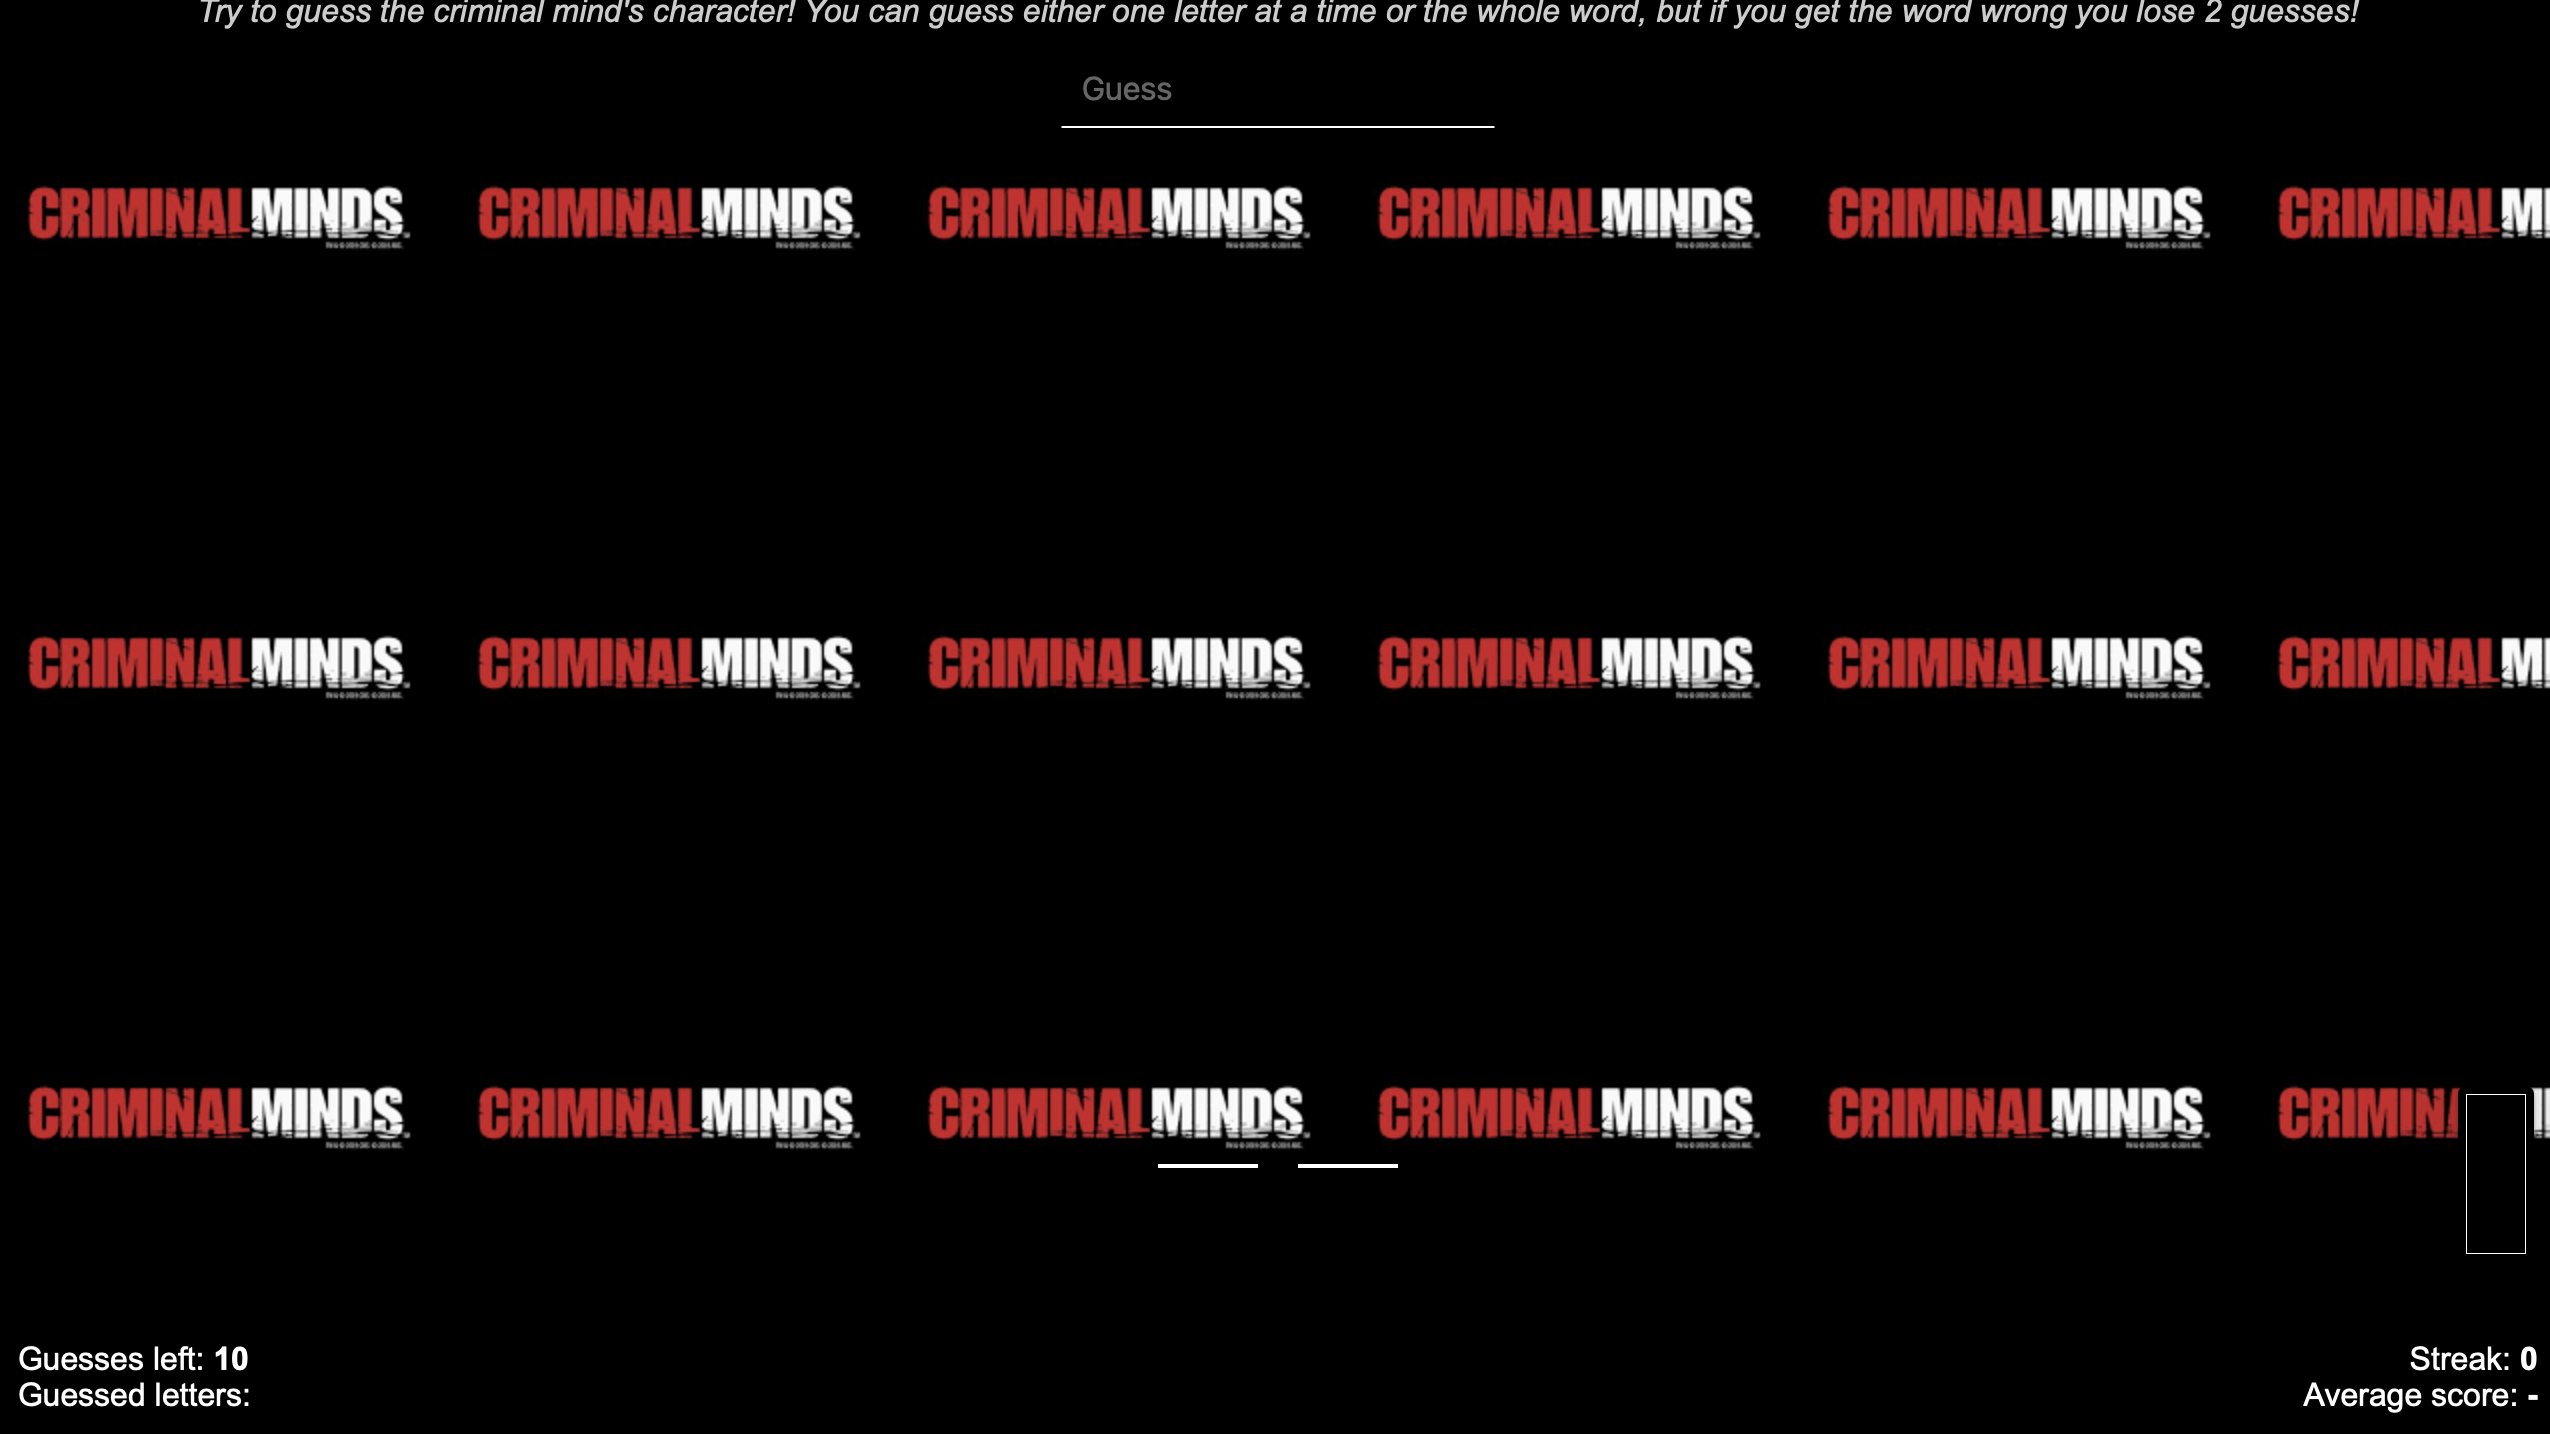 Try to guess the criminal mind's character! You can guess either one letter at a time or the whole word, but if you get the word wrong you lose 2 guesses!
Guess
CRIMINAL MINDS CRIMINAL MINDS CRIMINAL MINDS CRIMINAL MINDS CRIMINAL MINDS CRIMINAL MI
CRIMINAL MINDS CRIMINAL MINDS CRIMINAL MINDS CRIMINAL MINDS CRIMINAL MINDS CRIMINAL MI
CRIMINAL MINDS CRIMINAL MINDS CRIMINAL MINDS CRIMINAL MINDS CRIMINAL MINDS CRIMIN
Guesses left: 10
Guessed letters:
Streak: 0
Average score: -